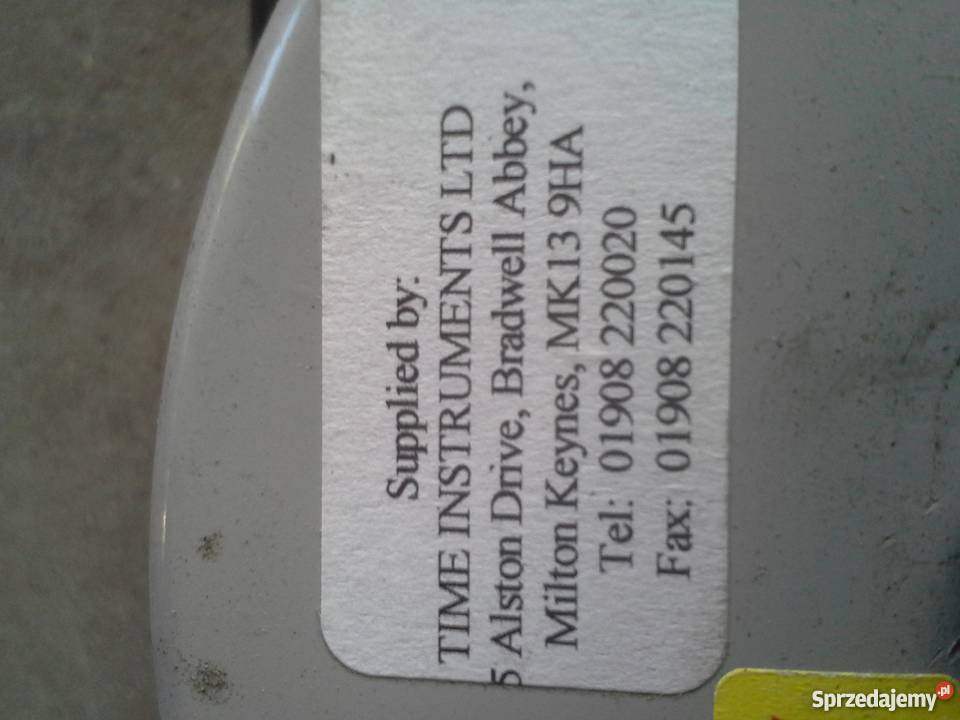 Supplied by:
TIME INSTRUMENTS LTD
5 Alston Drive, Bradwell Abbey,
Milton Keynes, MK13 9HA
Tel: 01908 220020
Fax: 01908 220145
Sprzedajemy.pl